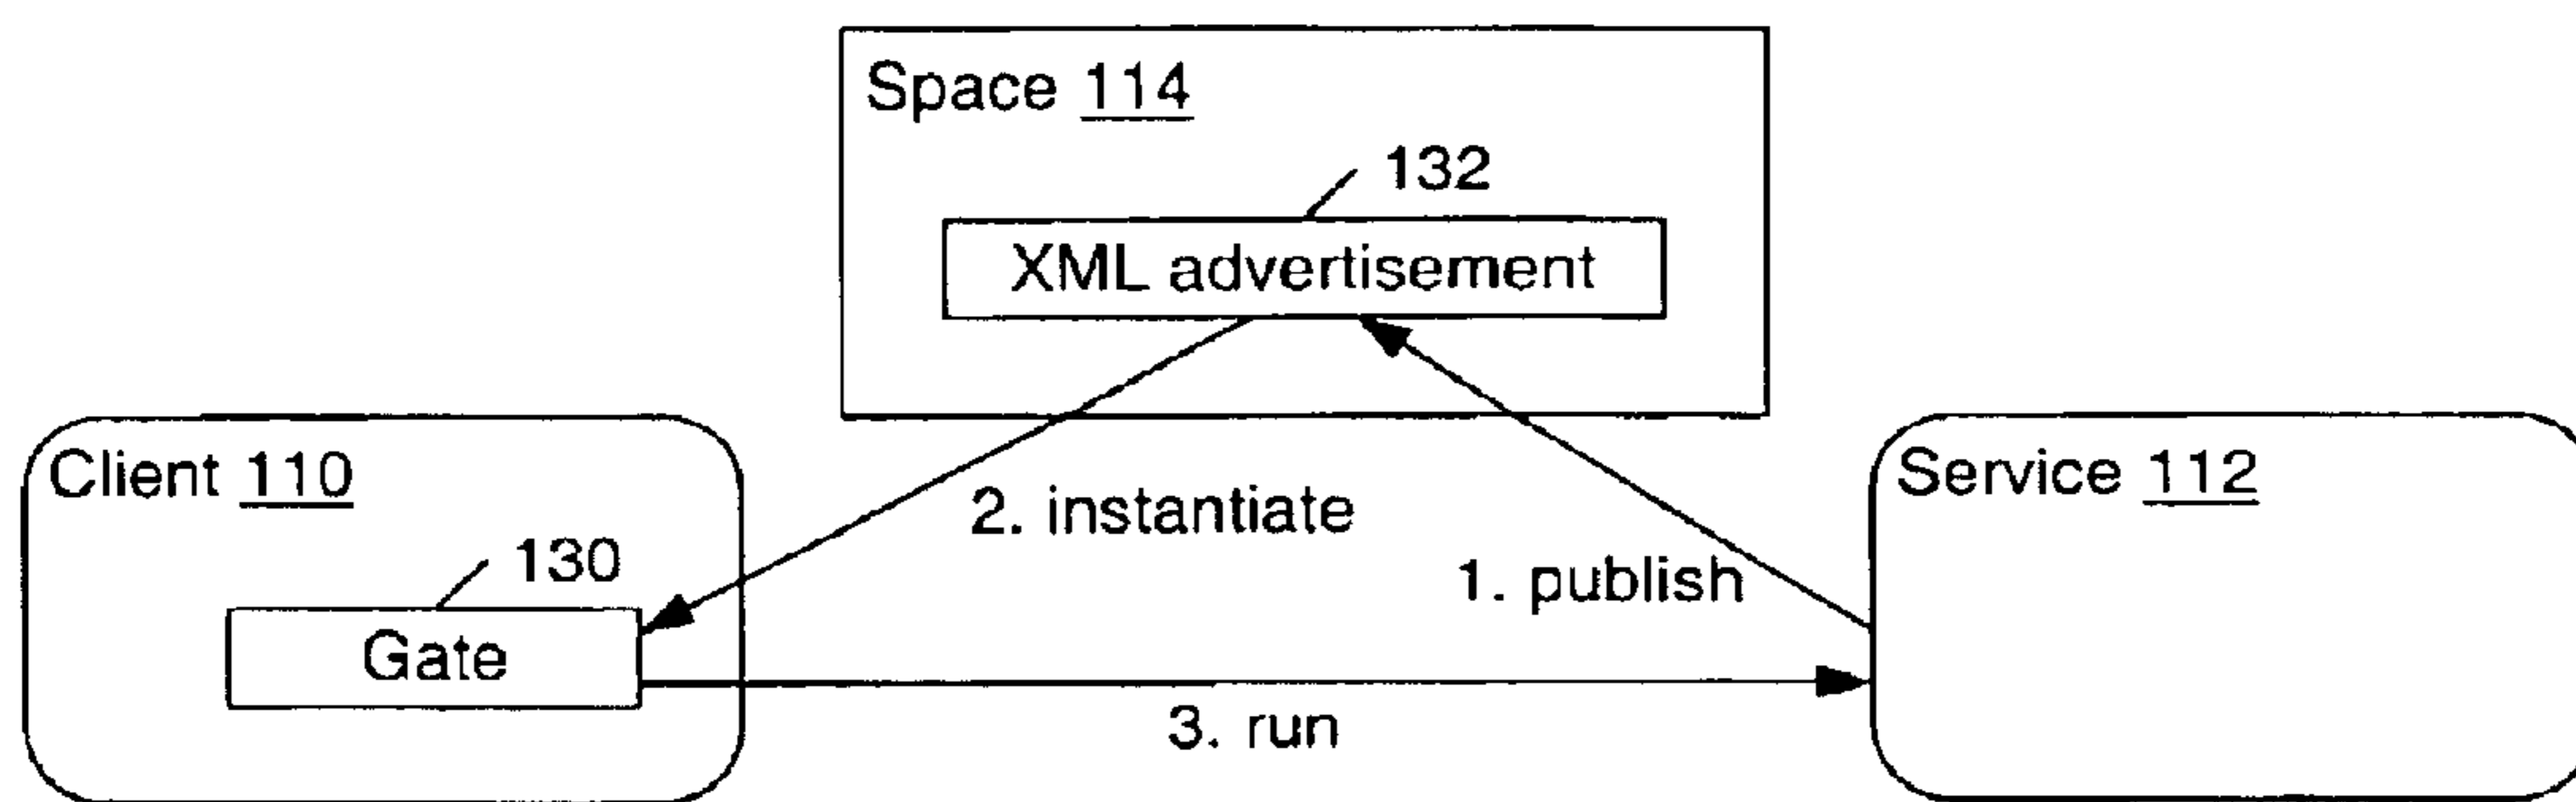 Space 114
132
XML advertisement
Client 110
Service 112
2. instantiate
130
1. publish
Gate
3. run